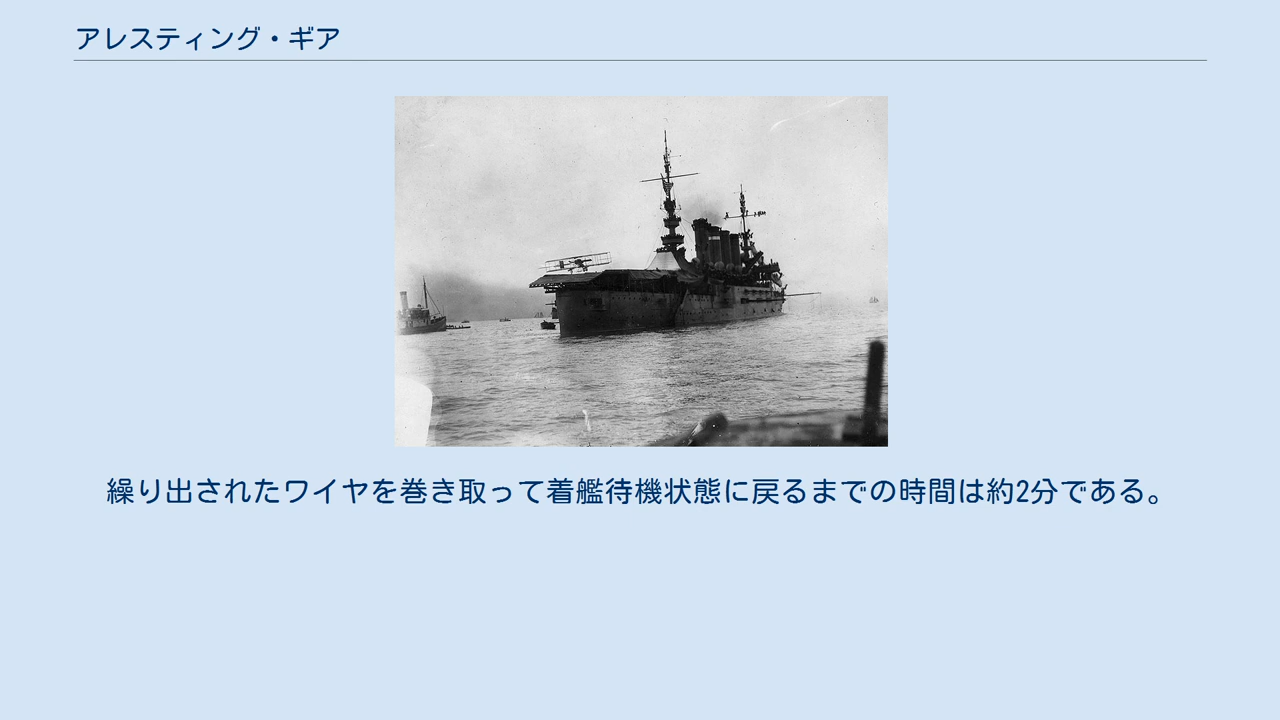 アレスティング・ギア
繰り出されたワイヤを巻き取って着艦待機状態に戻るまでの時間は約2分である。